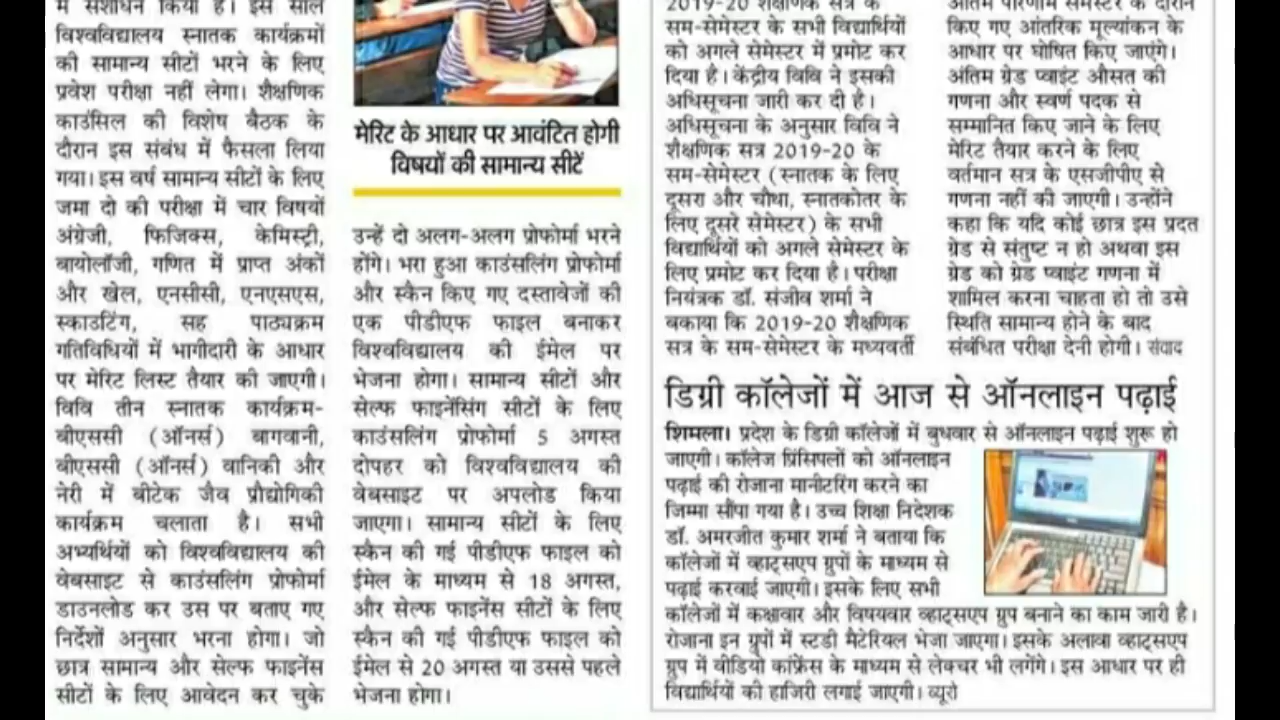 में संशोधन किया है। इस साल
विश्वविद्यालय स्नातक कार्यक्रमों
की सामान्य सीटों भरने के लिए
प्रवेश परीक्षा नहीं लेगा। शैक्षणिक
काउंसिल की विशेष बैठक के
दौरान इस संबंध में फैसला लिया
गया। इस वर्ष सामान्य सीटों के लिए
जमा दो की परीक्षा में चार विषयों
अंग्रेजी, फिजिक्स, केमिस्ट्री,
बायोलॉजी, गणित में प्राप्त अंकों
और खेल, एनसीसी, एनएसएस,
स्काउटिंग, सह पाठ्यक्रम
गतिविधियों में भागीदारी के आधार
पर मेरिट लिस्ट तैयार की जाएगी।
विवि तीन स्नातक कार्यक्रम-
बीएससी (ऑनर्स) बागवानी,
बीएससी (ऑनर्स) वानिकी और
नेरी में बीटेक जैव प्रौद्योगिकी
कार्यक्रम चलाता है। सभी
अभ्यर्थियों को विश्वविद्यालय की
वेबसाइट से काउंसलिंग प्रोफोर्मा
डाउनलोड कर उस पर बताए गए
निर्देशों अनुसार भरना होगा। जो
छात्र सामान्य और सेल्फ फाइनेंस
सीटों के लिए आवेदन कर चुके
मेरिट के आधार पर आवंटित होगी
विषयों की सामान्य सीटें
उन्हें दो अलग-अलग प्रोफोर्मा भरने
होंगे। भरा हुआ काउंसलिंग प्रोफोर्मा
और स्कैन किए गए दस्तावेजों की
एक पीडीएफ फाइल बनाकर
विश्वविद्यालय की ईमेल पर
भेजना होगा। सामान्य सीटों और
सेल्फ फाइनेंसिंग सीटों के लिए
काउंसलिंग प्रोफोर्मा 5 अगस्त
दोपहर को विश्वविद्यालय की
वेबसाइट पर अपलोड किया
जाएगा। सामान्य सीटों के लिए
स्कैन की गई पीडीएफ फाइल को
ईमेल के माध्यम से 18 अगस्त,
और सेल्फ फाइनेंस सीटों के लिए
स्कैन की गई पीडीएफ फाइल को
ईमेल से 20 अगस्त या उससे पहले
भेजना होगा।
2019-20 शैक्षणिक सत्र के
सम-सेमेस्टर के सभी विद्यार्थियों
को अगले सेमेस्टर में प्रमोट कर
दिया है। केंद्रीय विवि ने इसकी
अधिसूचना जारी कर दी है।
अधिसूचना के अनुसार विवि ने
शैक्षणिक सत्र 2019-20 के
सम-सेमेस्टर (स्नातक के लिए
दूसरा और चौथा, स्नातकोतर के
लिए दूसरे सेमेस्टर) के सभी
विद्यार्थियों को अगले सेमेस्टर के
लिए प्रमोट कर दिया है। परीक्षा
नियंत्रक डॉ. संजीव शर्मा ने
बकाया कि 2019-20 शैक्षणिक
सत्र के सम-सेमेस्टर के मध्यवर्ती
अंतिम परिणाम सेमेस्टर के दौरान
किए गए आंतरिक मूल्यांकन के
आधार पर घोषित किए जाएंगे।
अंतिम ग्रेड प्वाइंट औसत की
गणना और स्वर्ण पदक से
सम्मानित किए जाने के लिए
मेरिट तैयार करने के लिए
वर्तमान सत्र के एसजीपीए से
गणना नहीं की जाएगी। उन्होंने
कहा कि यदि कोई छात्र इस प्रदत
ग्रेड से संतुष्ट न हो अथवा इस
ग्रेड को ग्रेड प्वाइंट गणना में
शामिल करना चाहता हो तो उसे
स्थिति सामान्य होने के बाद
संबंधित परीक्षा देनी होगी। संवाद
डिग्री कॉलेजों में आज से ऑनलाइन पढ़ाई
शिमला। प्रदेश के डिग्री कॉलेजों में बुधवार से ऑनलाइन पढ़ाई शुरू हो
जाएगी। कॉलेज प्रिंसिपलों को ऑनलाइन
पढ़ाई की रोजाना मानीटरिंग करने का
जिम्मा सौंपा गया है। उच्च शिक्षा निदेशक
डॉ. अमरजीत कुमार शर्मा ने बताया कि
कॉलेजों में व्हाट्सएप ग्रुपों के माध्यम से
पढ़ाई करवाई जाएगी। इसके लिए सभी
कॉलेजों में कक्षावार और विषयवार व्हाट्सएप ग्रुप बनाने का काम जारी है।
रोजाना इन ग्रुपों में स्टडी मैटेरियल भेजा जाएगा। इसके अलावा व्हाट्सएप
ग्रुप में वीडियो कांफ्रेंस के माध्यम से लेक्चर भी लगेंगे। इस आधार पर ही
विद्यार्थियों की हाजिरी लगाई जाएगी। ब्यूरो